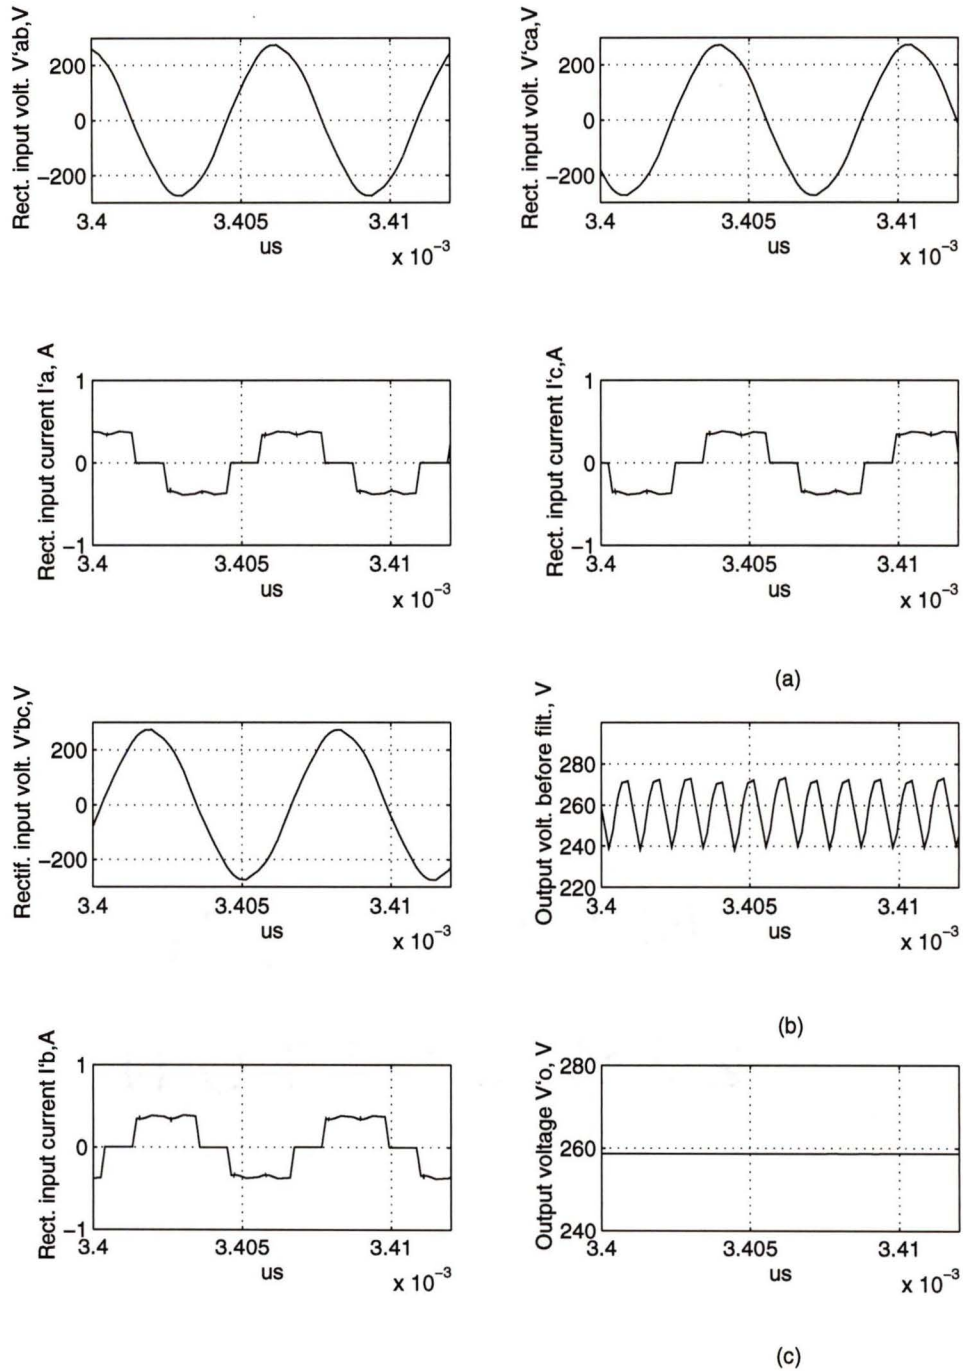 Rect. input volt. V'ab,V
200
0
−200
3.4
3.405
3.41
us
x 10⁻³
Rect. input volt. V'ca,V
200
0
−200
3.4
3.405
3.41
us
x 10⁻³
Rect. input current I'a, A
1
0
−1
3.4
3.405
3.41
us
x 10⁻³
Rect. input current I'c,A
1
0
−1
3.4
3.405
3.41
us
x 10⁻³
(a)
Rectif. input volt. V'bc,V
200
0
−200
3.4
3.405
3.41
us
x 10⁻³
Output volt. before filt., V
280
260
240
220
3.4
3.405
3.41
us
x 10⁻³
(b)
Rect. input current I'b,A
1
0
−1
3.4
3.405
3.41
us
x 10⁻³
Output voltage V'o, V
280
260
240
3.4
3.405
3.41
us
x 10⁻³
(c)